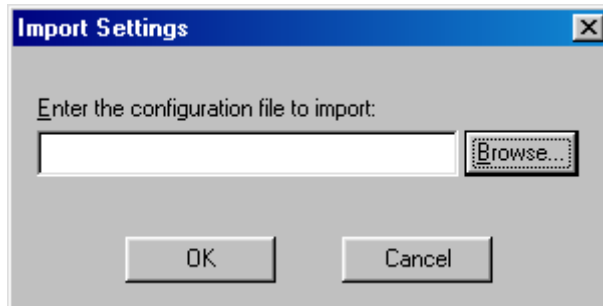 Import Settings
Enter the configuration file to import:
Browse...
OK Cancel